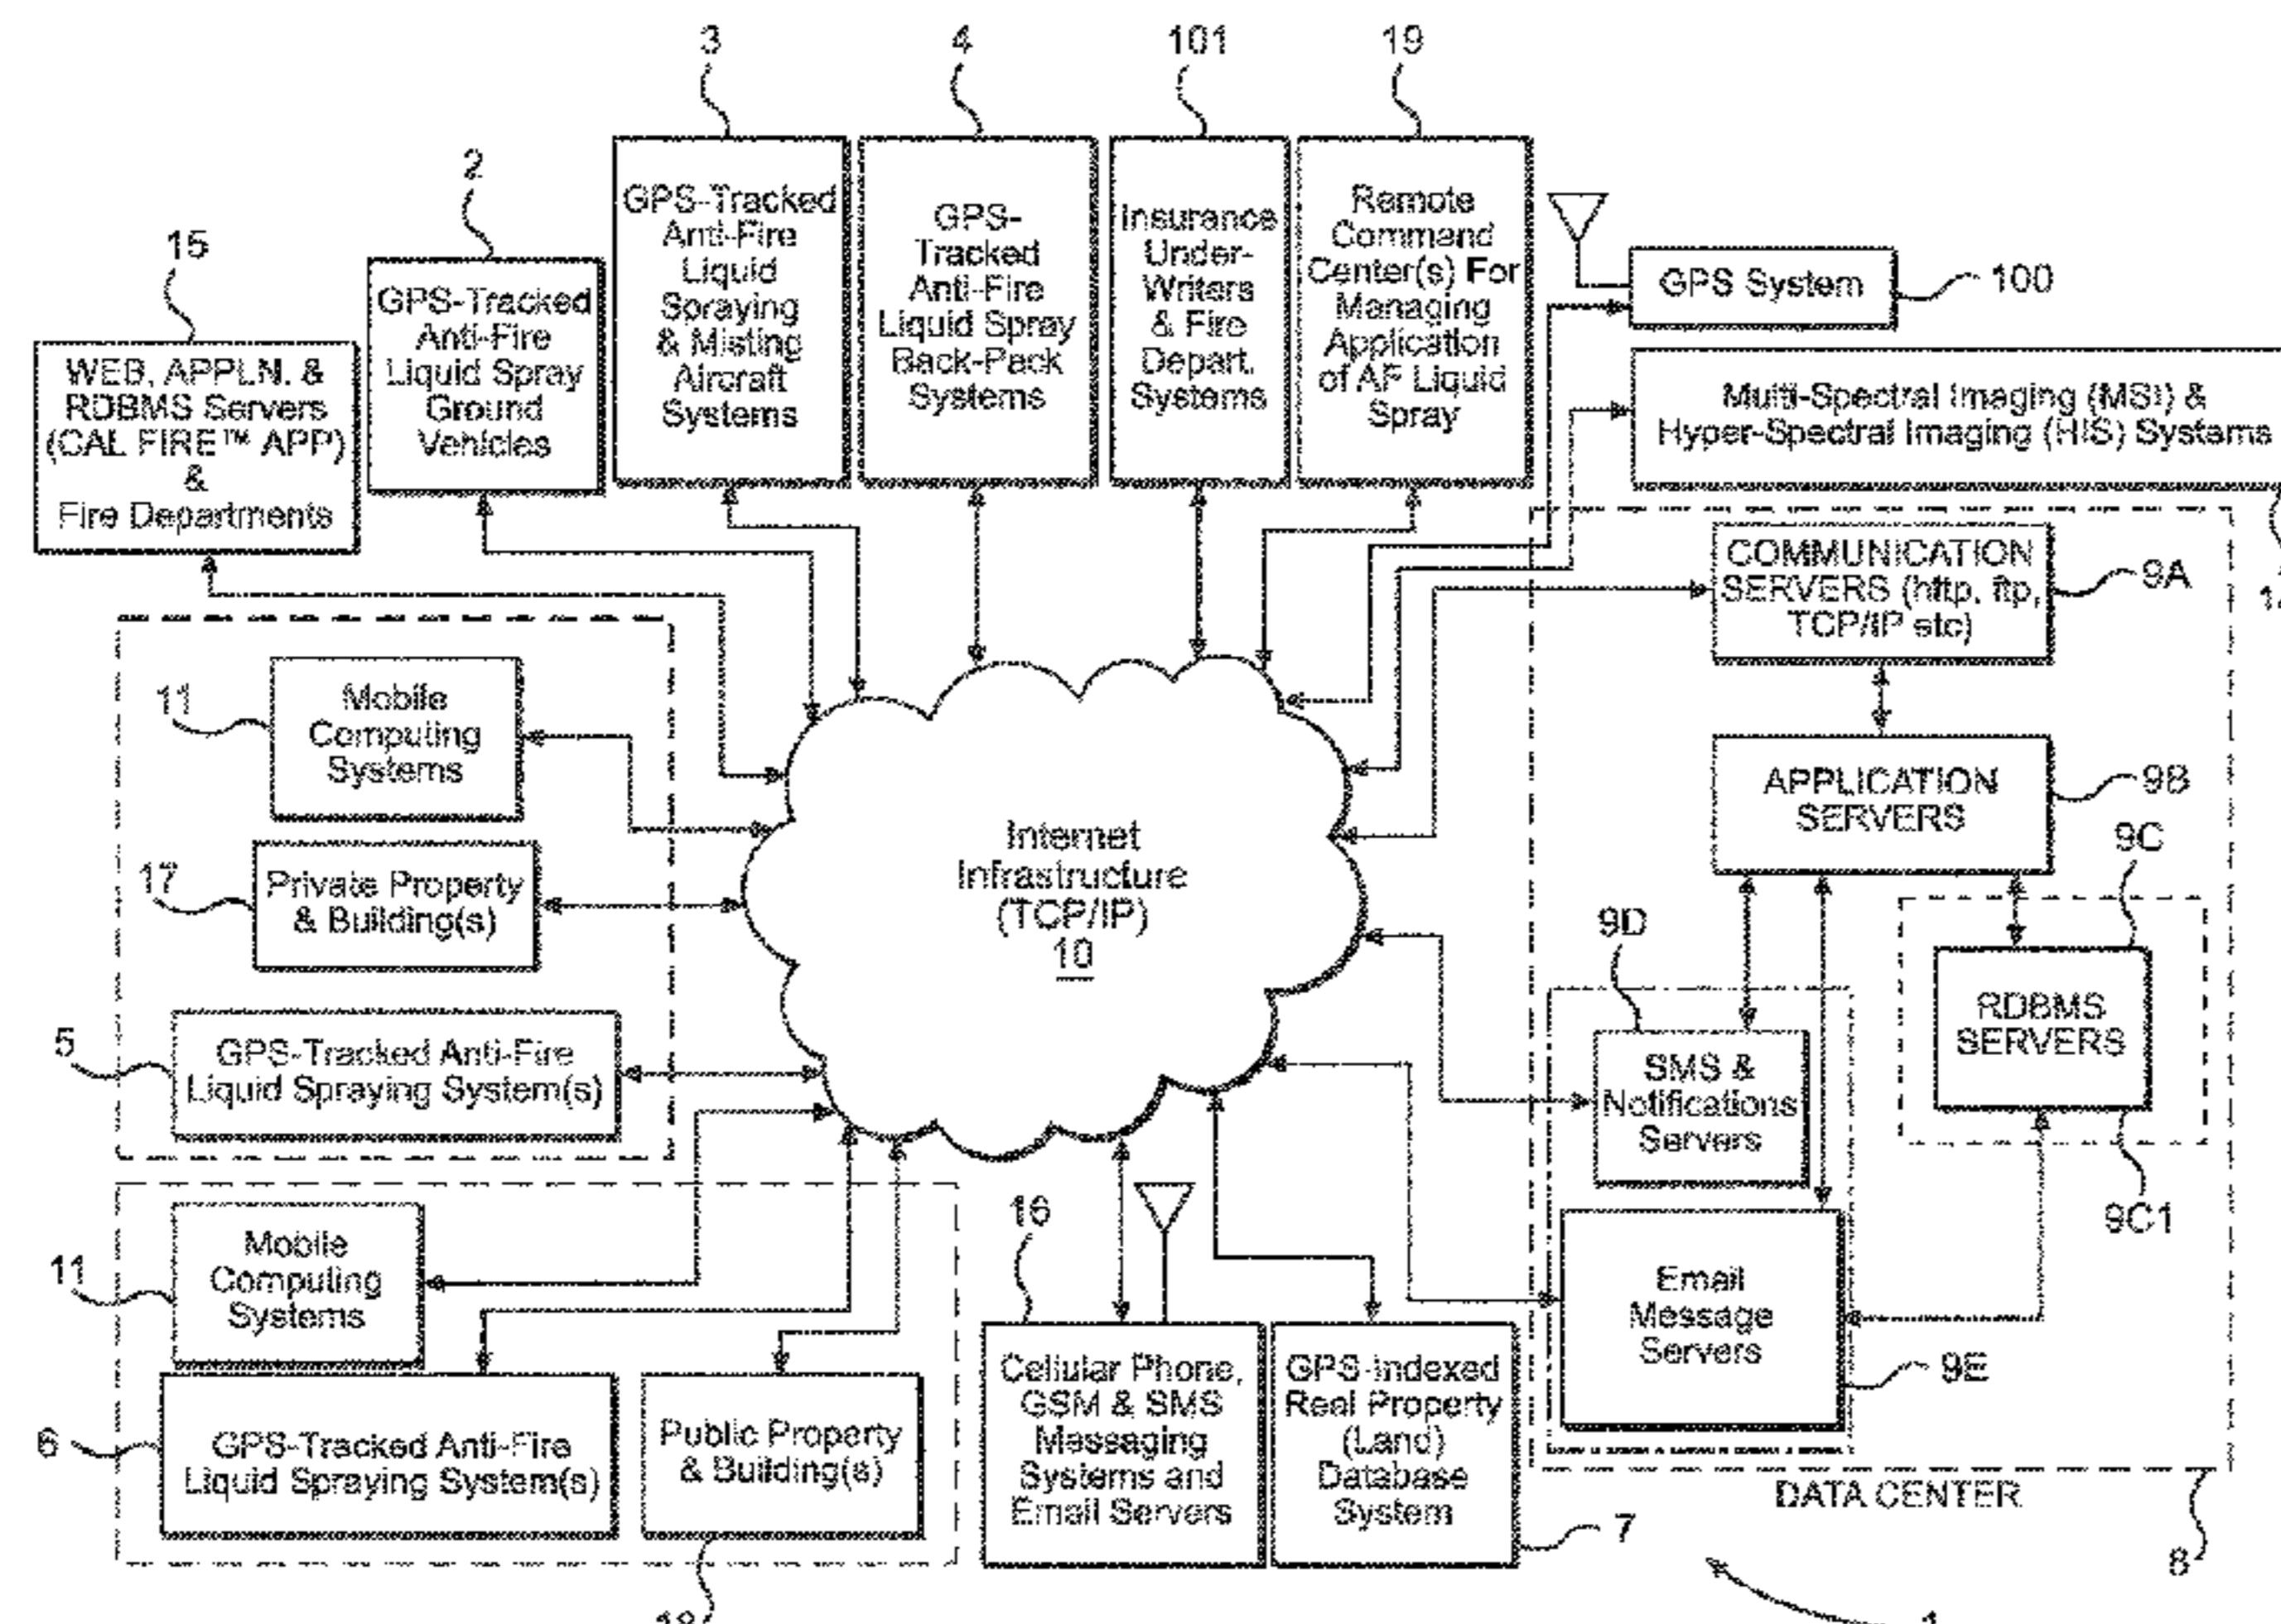 3
4
101
19
2
15
GPS-Tracked
Anti-Fire
Liquid
Spraying
& Misting
Aircraft
Systems
GPS-
Tracked
Anti-Fire
Liquid Spray
Back-Pack
Systems
Insurance
Under-
Writers
& Fire
Depart.
Systems
Remote
Command
Center(s) For
Managing
Application
of AF Liquid
Spray
GPS System
100
GPS-Tracked
Anti-Fire
Liquid Spray
Ground
Vehicles
WEB, APPLN. &
RDBMS Servers
(CAL FIRE™ APP)
&
Fire Departments
Multi-Spectral Imaging (MSI) &
Hyper-Spectral Imaging (HIS) Systems
14
COMMUNICATION
SERVERS (http, ftp,
TCP/IP etc)
9A
11
Mobile
Computing
Systems
APPLICATION
SERVERS
9B
Internet
Infrastructure
(TCP/IP)
10
17
Private Property
& Building(s)
9C
9D
RDBMS
SERVERS
5
GPS-Tracked Anti-Fire
Liquid Spraying System(s)
SMS &
Notifications
Servers
9C1
11
Mobile
Computing
Systems
16
Email
Message
Servers
9E
6
GPS-Tracked Anti-Fire
Liquid Spraying System(s)
Public Property
& Building(s)
18
Cellular Phone,
GSM & SMS
Messaging
Systems and
Email Servers
GPS-Indexed
Real Property
(Land)
Database
System
7
DATA CENTER
8
1